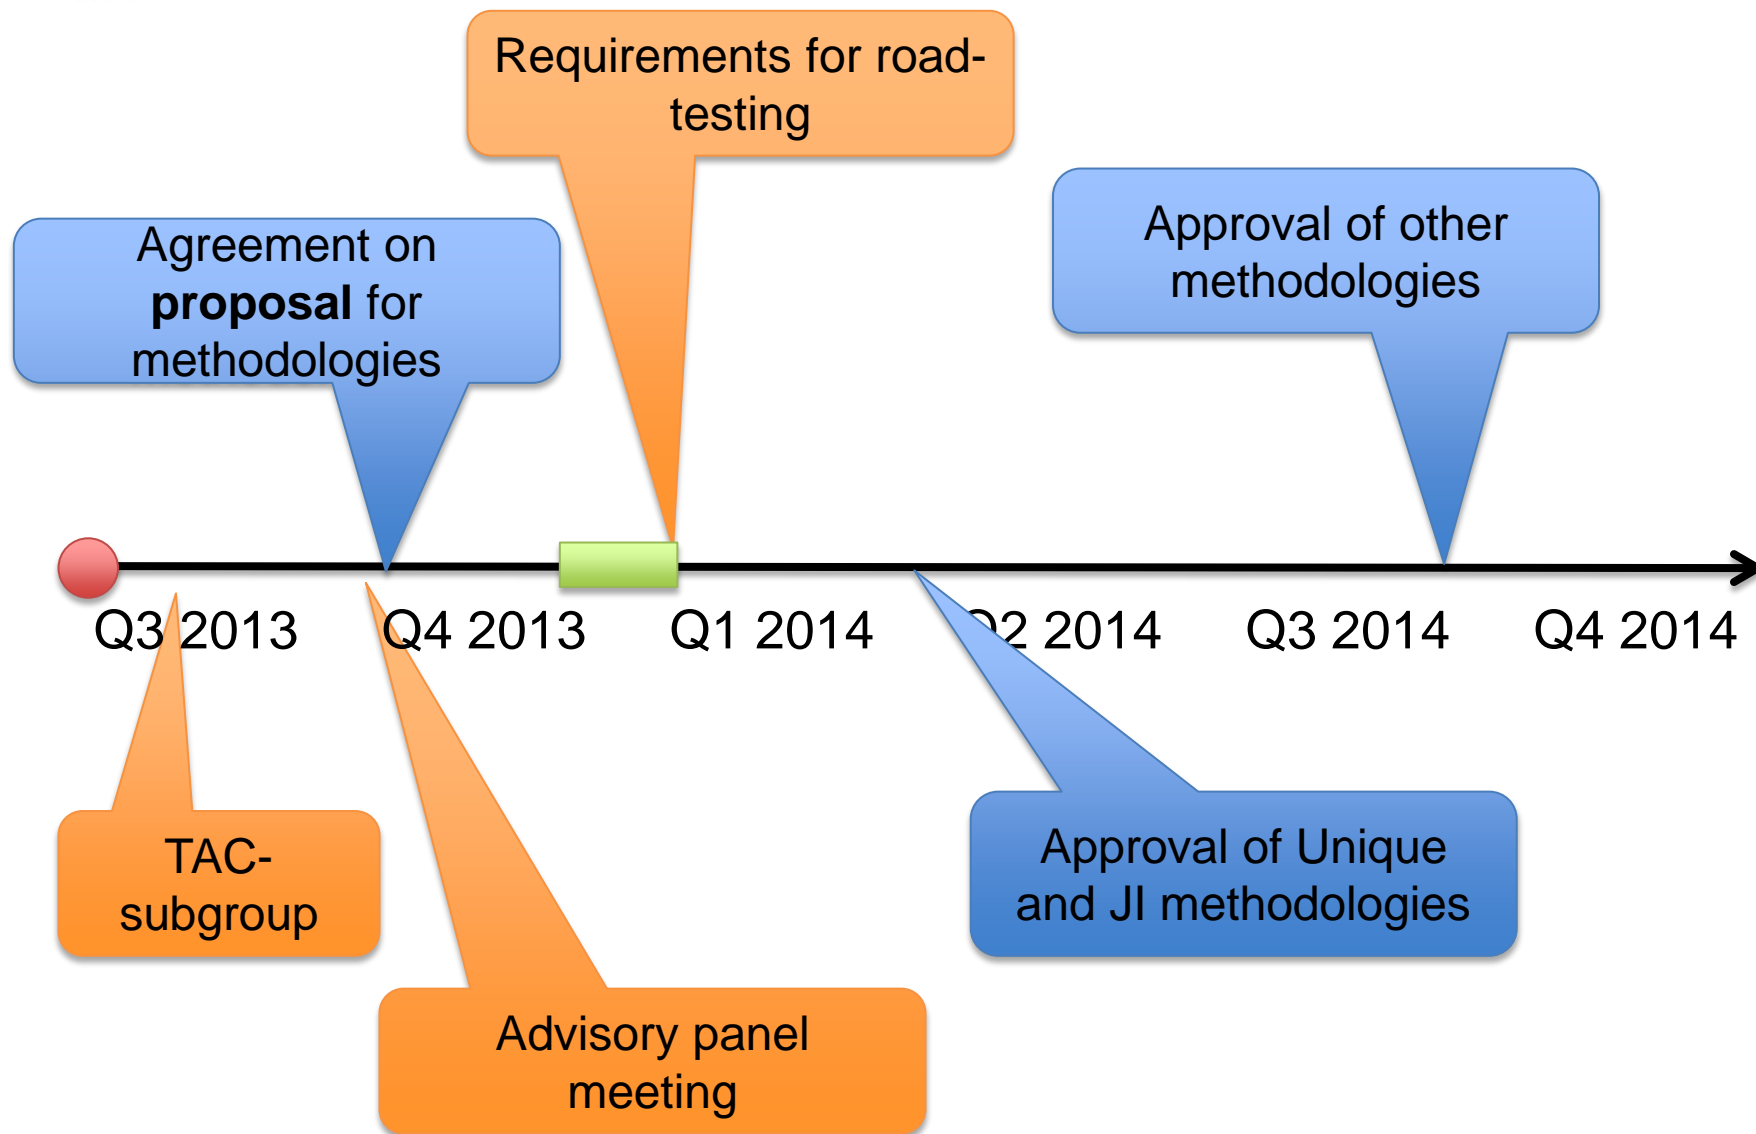 Requirements for road-
testing
Agreement on
proposal for
methodologies
Approval of other
methodologies
Q3 2013
Q4 2013
Q1 2014
Q2 2014
Q3 2014
Q4 2014
TAC-
subgroup
Approval of Unique
and JI methodologies
Advisory panel
meeting